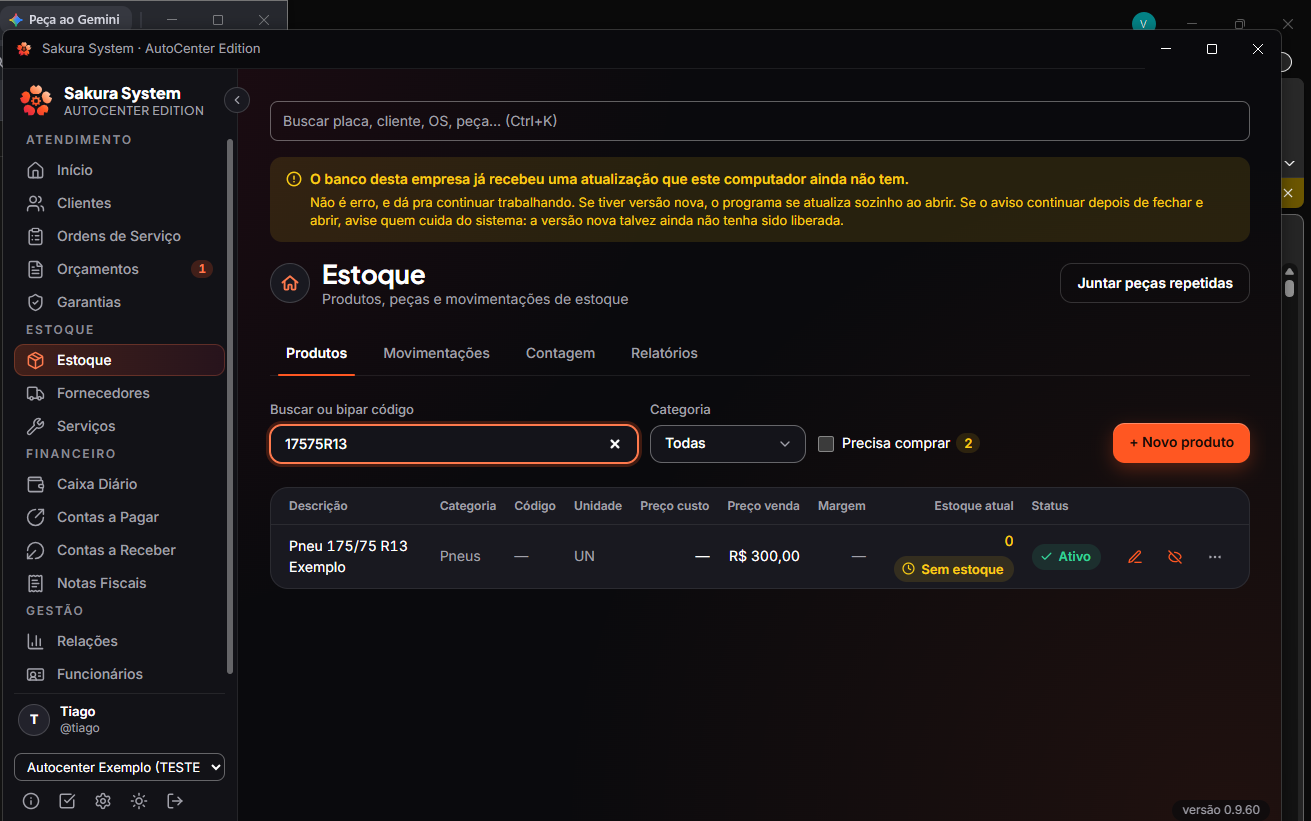 Peça ao Gemini
V
Sakura System · AutoCenter Edition
Sakura System
AUTOCENTER EDITION
ATENDIMENTO
Início
Clientes
Ordens de Serviço
Orçamentos 1
Garantias
ESTOQUE
Estoque
Fornecedores
Serviços
FINANCEIRO
Caixa Diário
Contas a Pagar
Contas a Receber
Notas Fiscais
GESTÃO
Relações
Funcionários
T
Tiago
@tiago
Autocenter Exemplo (TESTE
Buscar placa, cliente, OS, peça... (Ctrl+K)
O banco desta empresa já recebeu uma atualização que este computador ainda não tem.
Não é erro, e dá pra continuar trabalhando. Se tiver versão nova, o programa se atualiza sozinho ao abrir. Se o aviso continuar depois de fechar e
abrir, avise quem cuida do sistema: a versão nova talvez ainda não tenha sido liberada.
Estoque
Produtos, peças e movimentações de estoque
Juntar peças repetidas
Produtos Movimentações Contagem Relatórios
Buscar ou bipar código Categoria
17575R13 Todas Precisa comprar 2 + Novo produto
Descrição Categoria Código Unidade Preço custo Preço venda Margem Estoque atual Status
Pneu 175/75 R13
Exemplo
Pneus — UN — R$ 300,00 —
0
Sem estoque
Ativo
versão 0.9.60